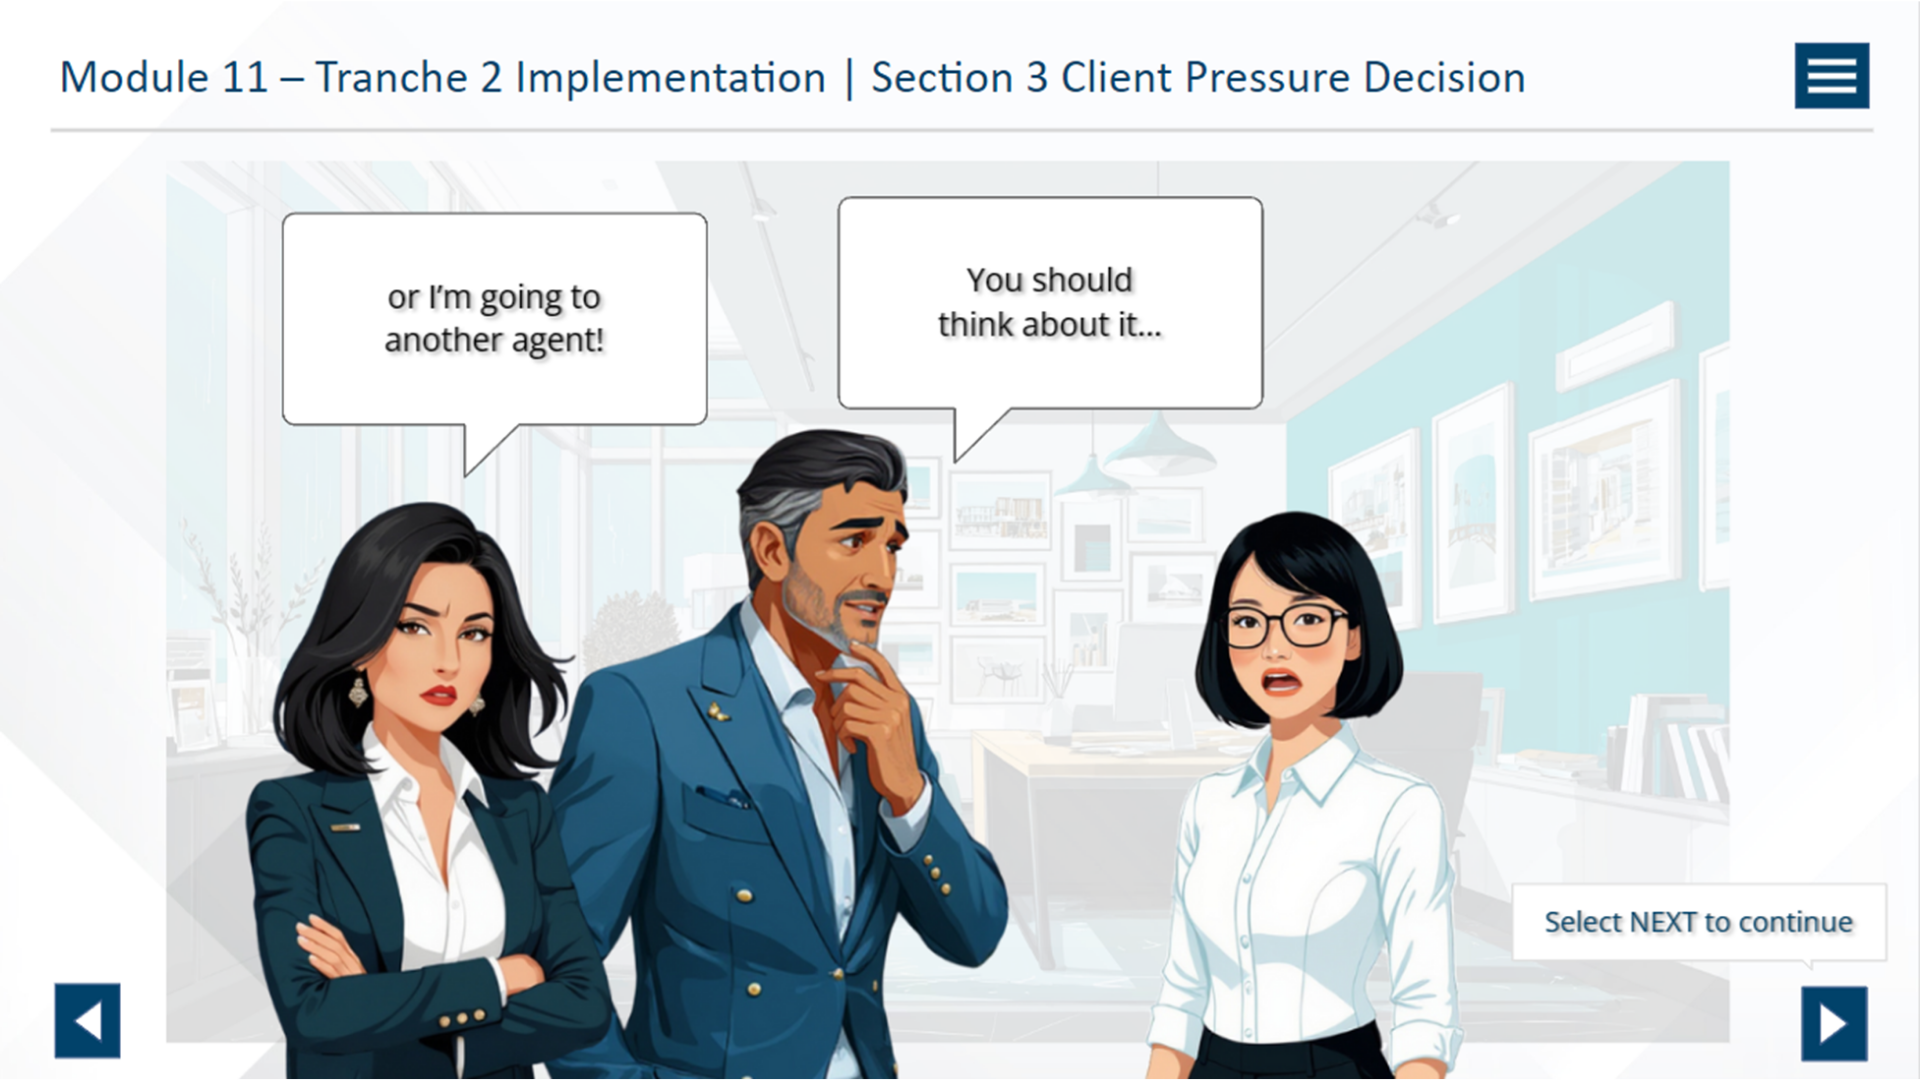 Module 11 – Tranche 2 Implementation | Section 3 Client Pressure Decision
or I'm going to
another agent!
You should
think about it...
Select NEXT to continue